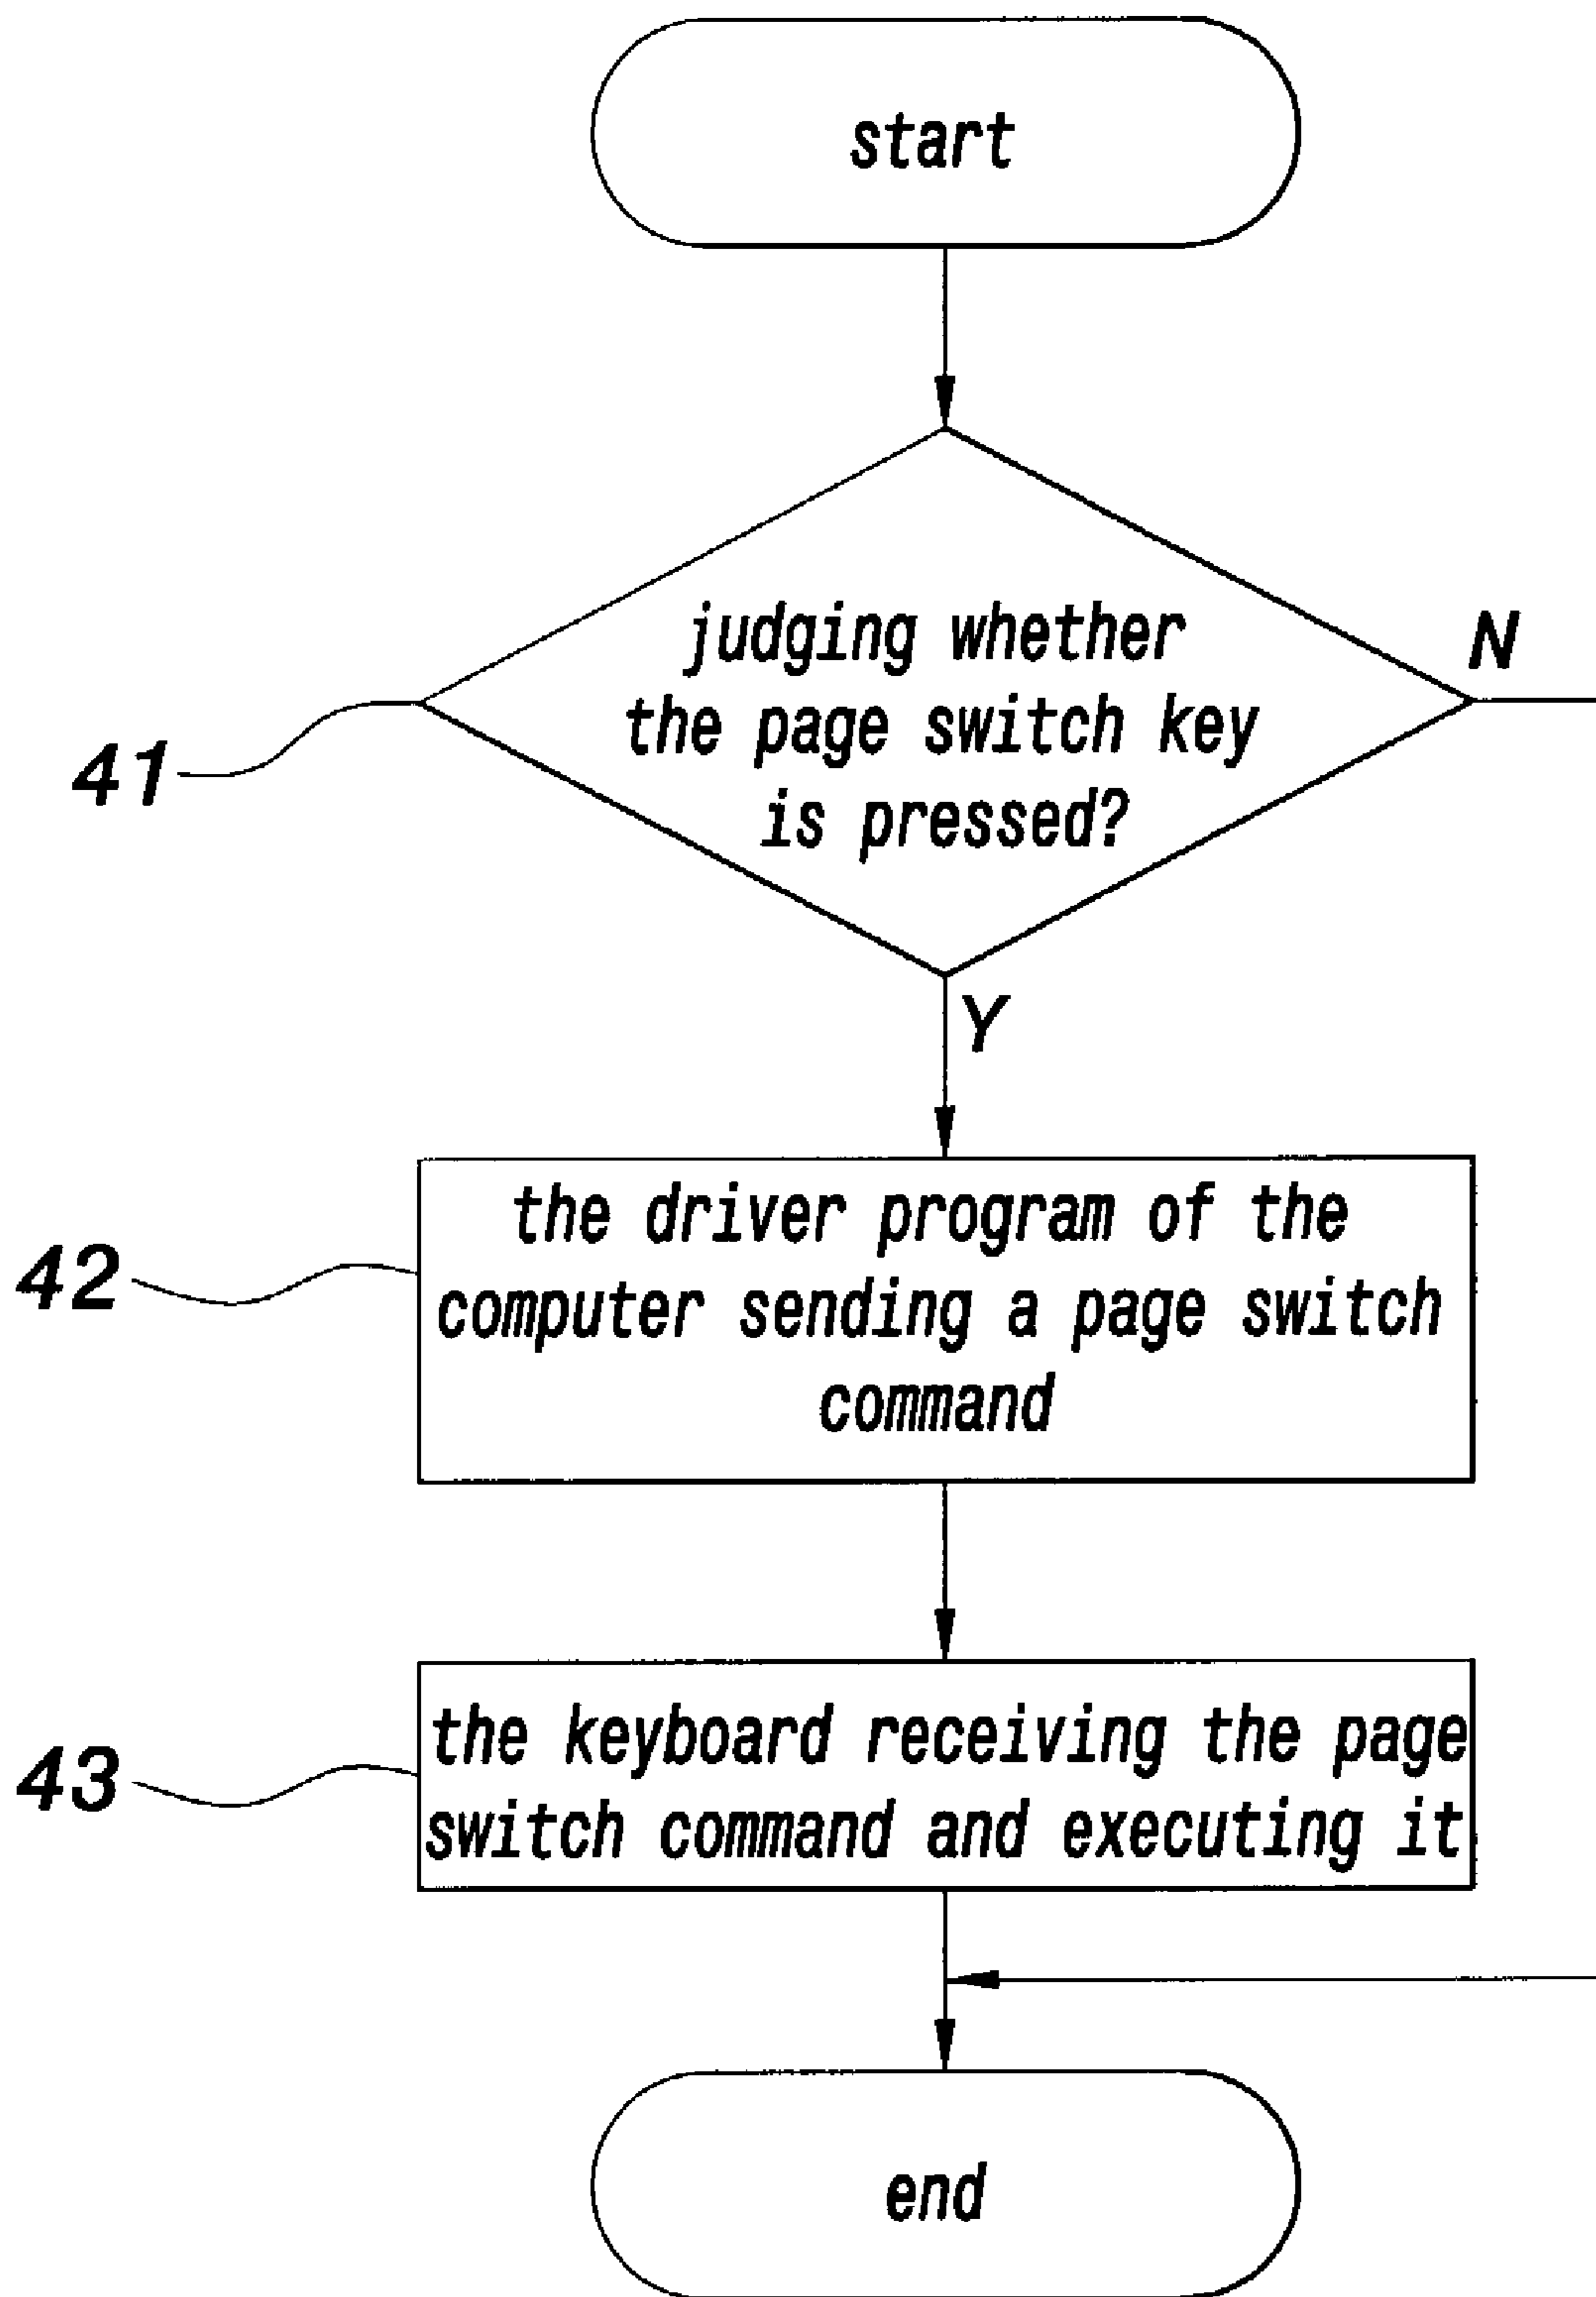 start
judging whether
the page switch key
is pressed?
N
41
Y
the driver program of the
computer sending a page switch
command
42
the keyboard receiving the page
switch command and executing it
43
end